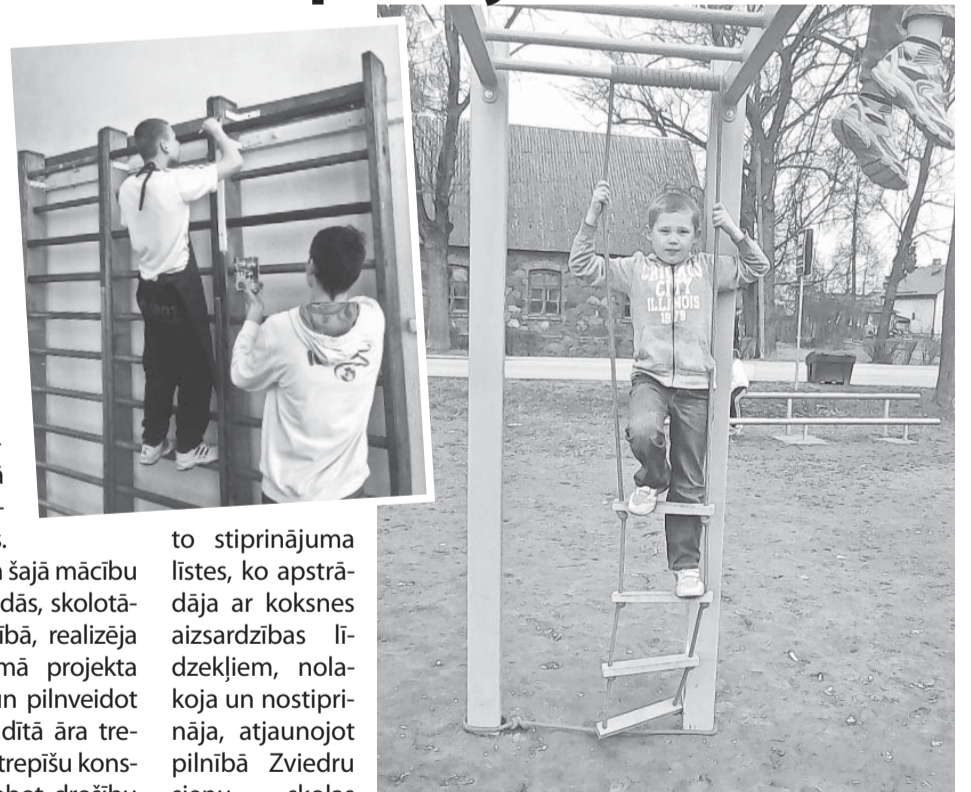 ā
s.
šajā mācību
dās, skolotā-
ībā, realizēja
mā projekta
un pilnveidot
dītā āra tre-
trepīšu kons-
to stiprinājuma
līstes, ko apstrā-
dāja ar koksnes
aizsardzības lī-
dzekļiem, nola-
koja un nostipri-
nāja, atjaunojot
pilnībā Zviedru
CITY
ILLINOIS